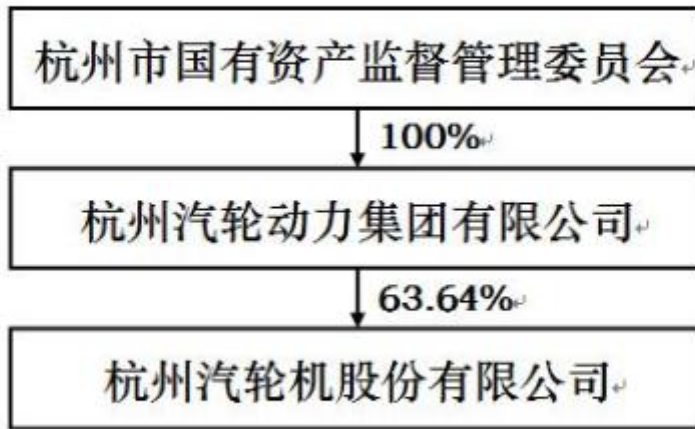 杭州市国有资产监督管理委员会
100%
杭州汽轮动力集团有限公司
63.64%
杭州汽轮机股份有限公司